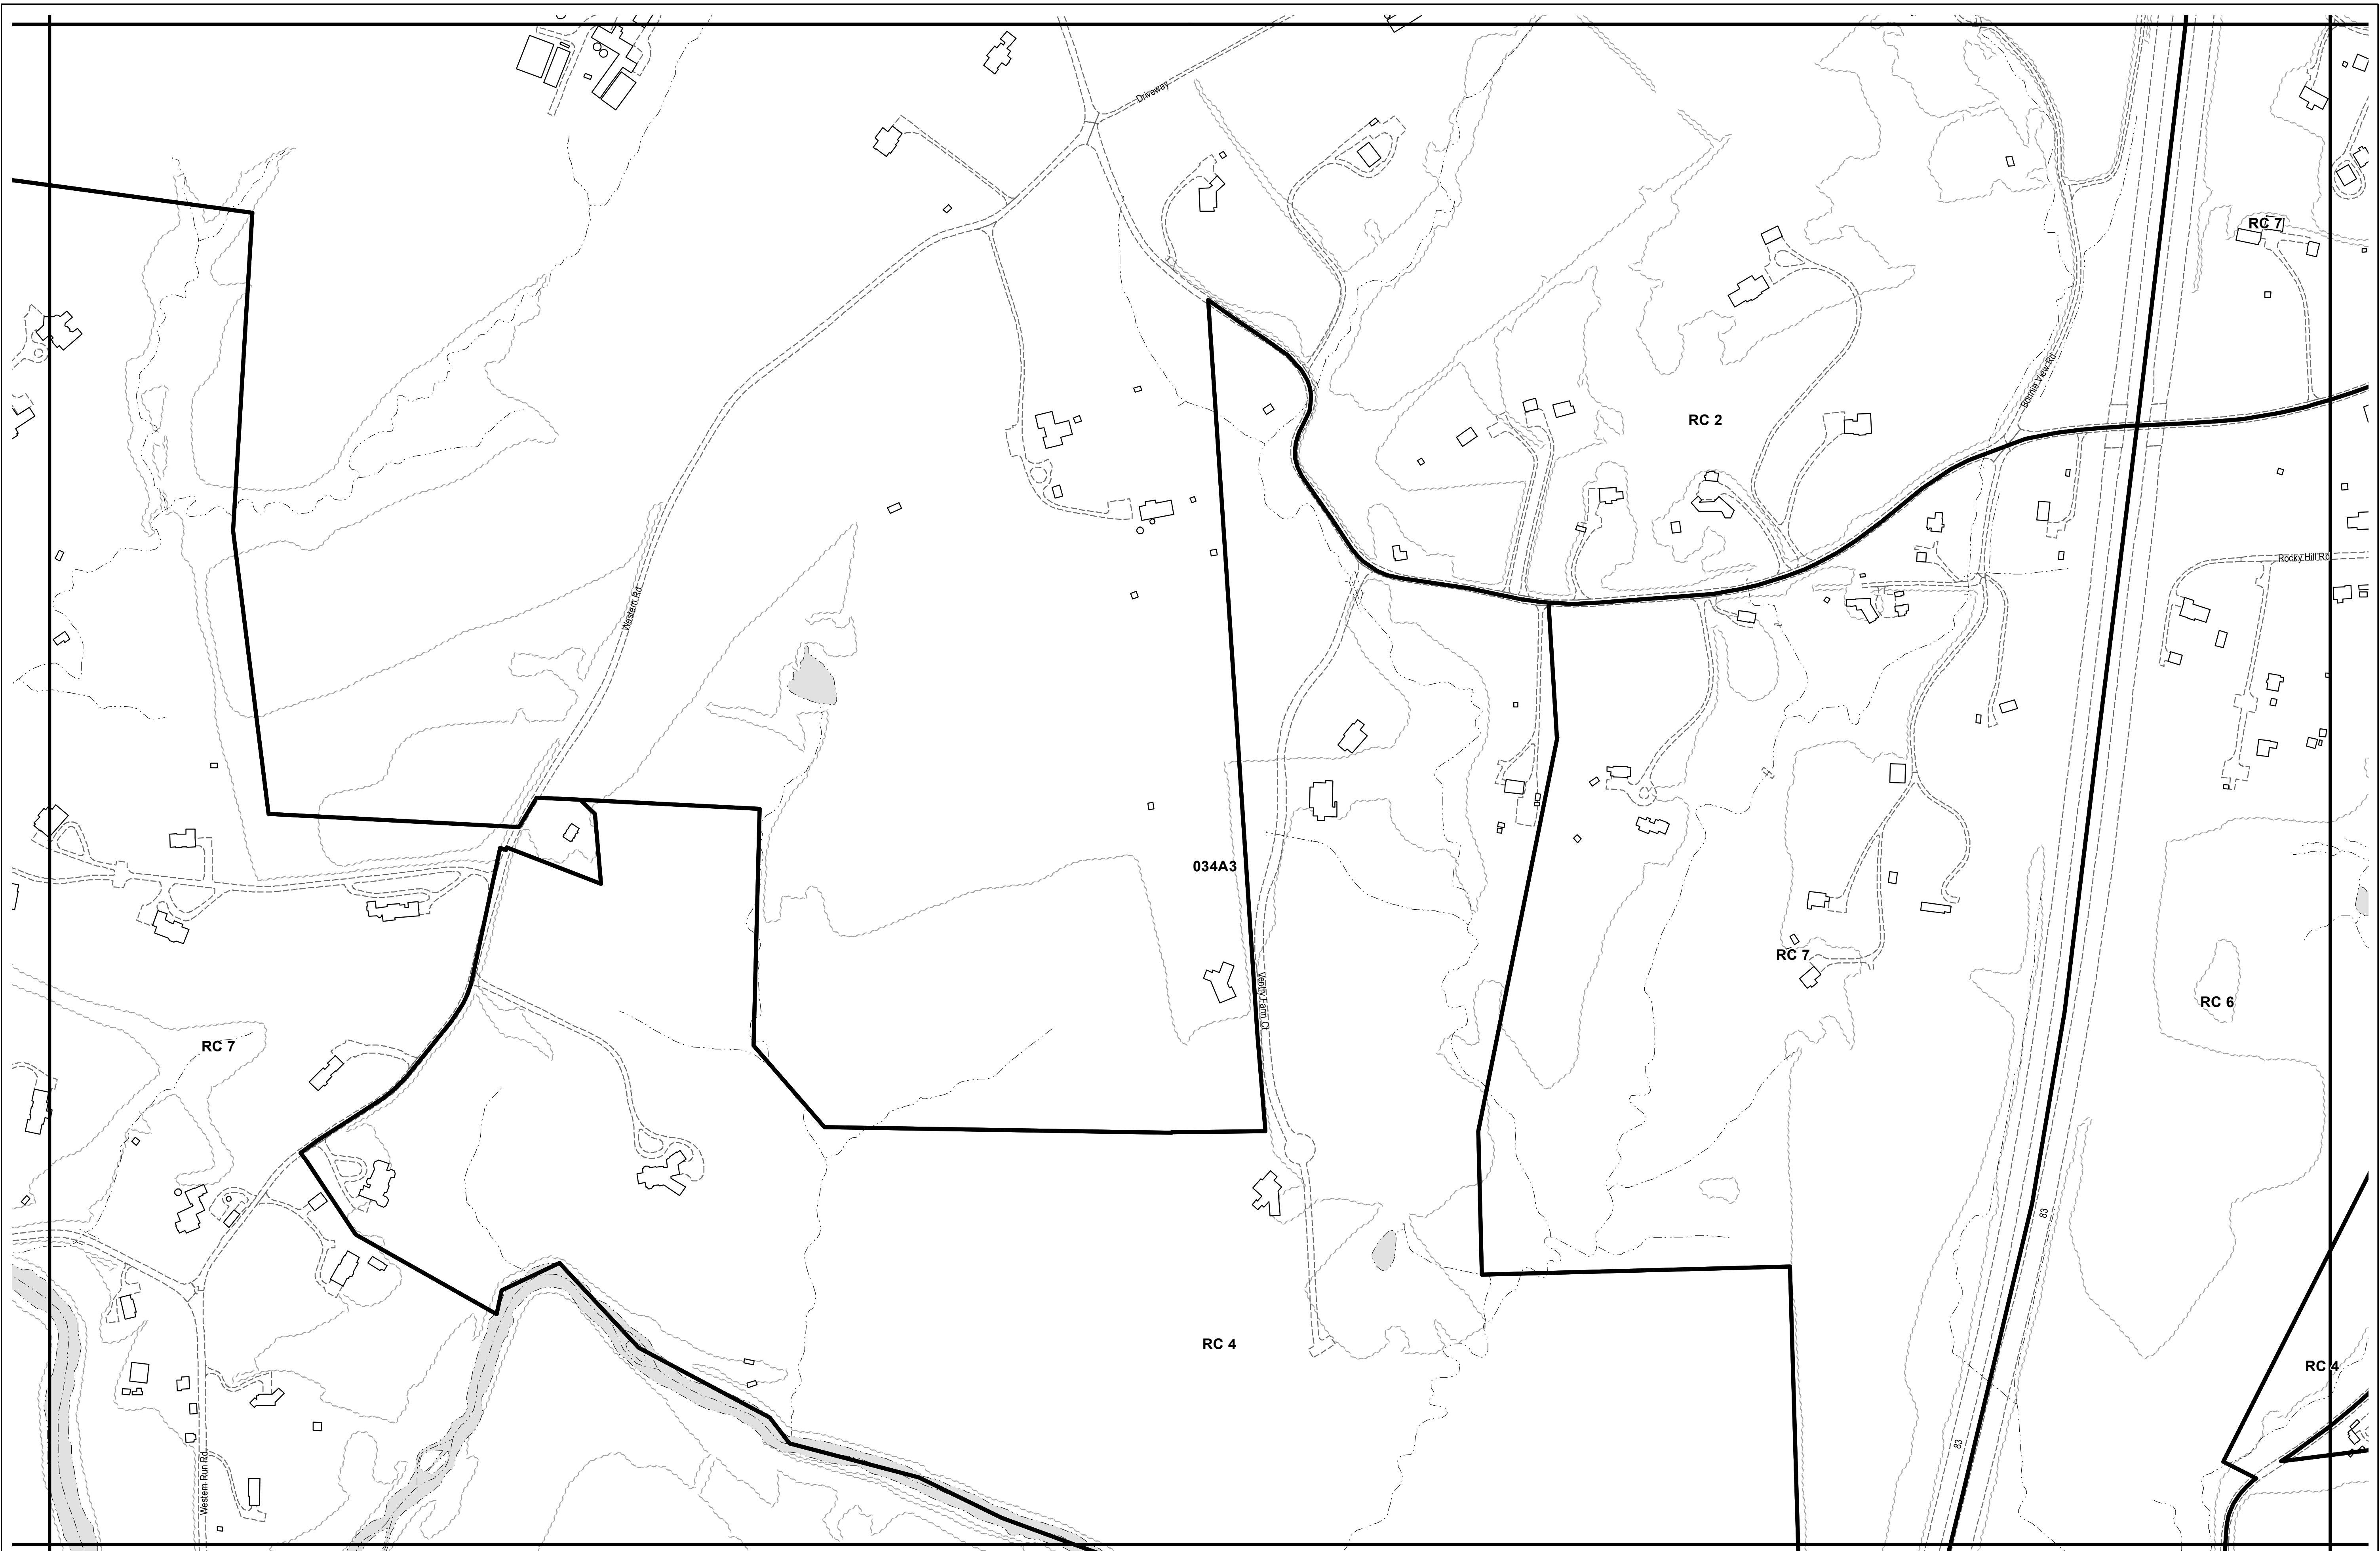 Driveway
RC 7
Bonnie View Rd
RC 2
Rocky Hill Rd
Western Rd
034A3
RC 7
Ventry Farm Ct
RC 6
RC 7
83
RC 4
RC 4
83
Western Run Rd